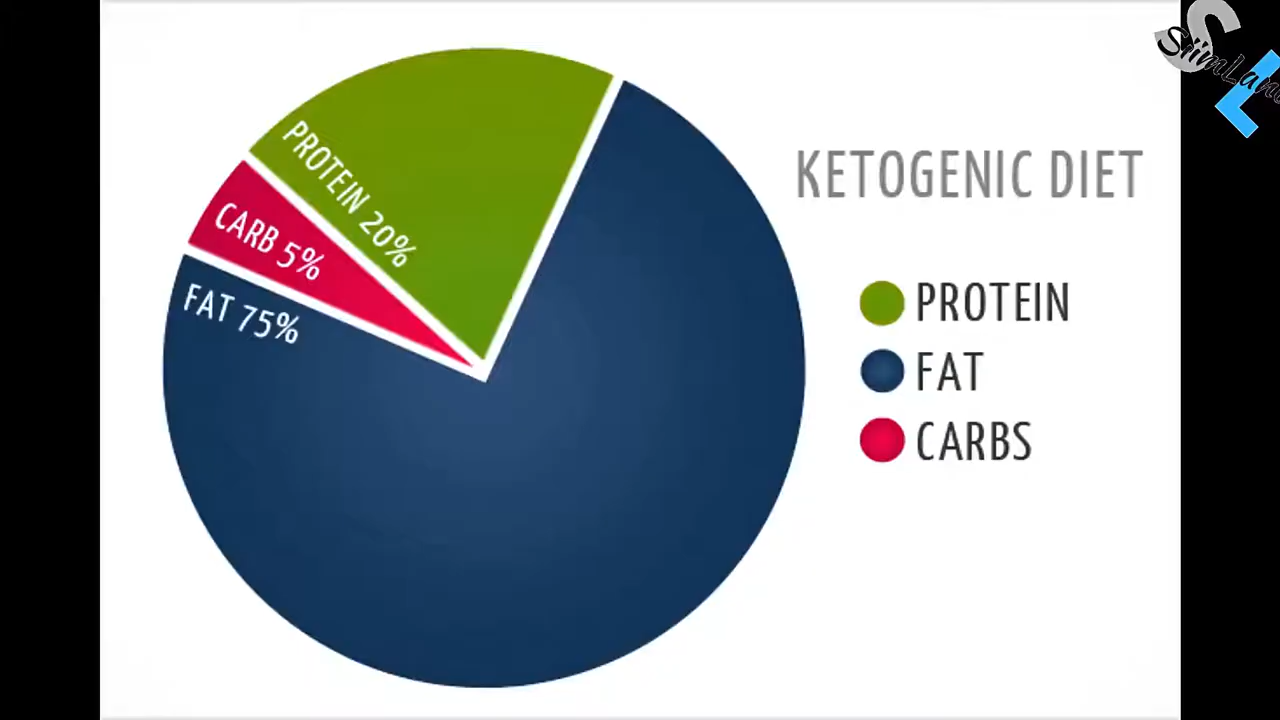 PROTEIN 20%
CARB 5%
FAT 75%
KETOGENIC DIET
PROTEIN
FAT
CARBS